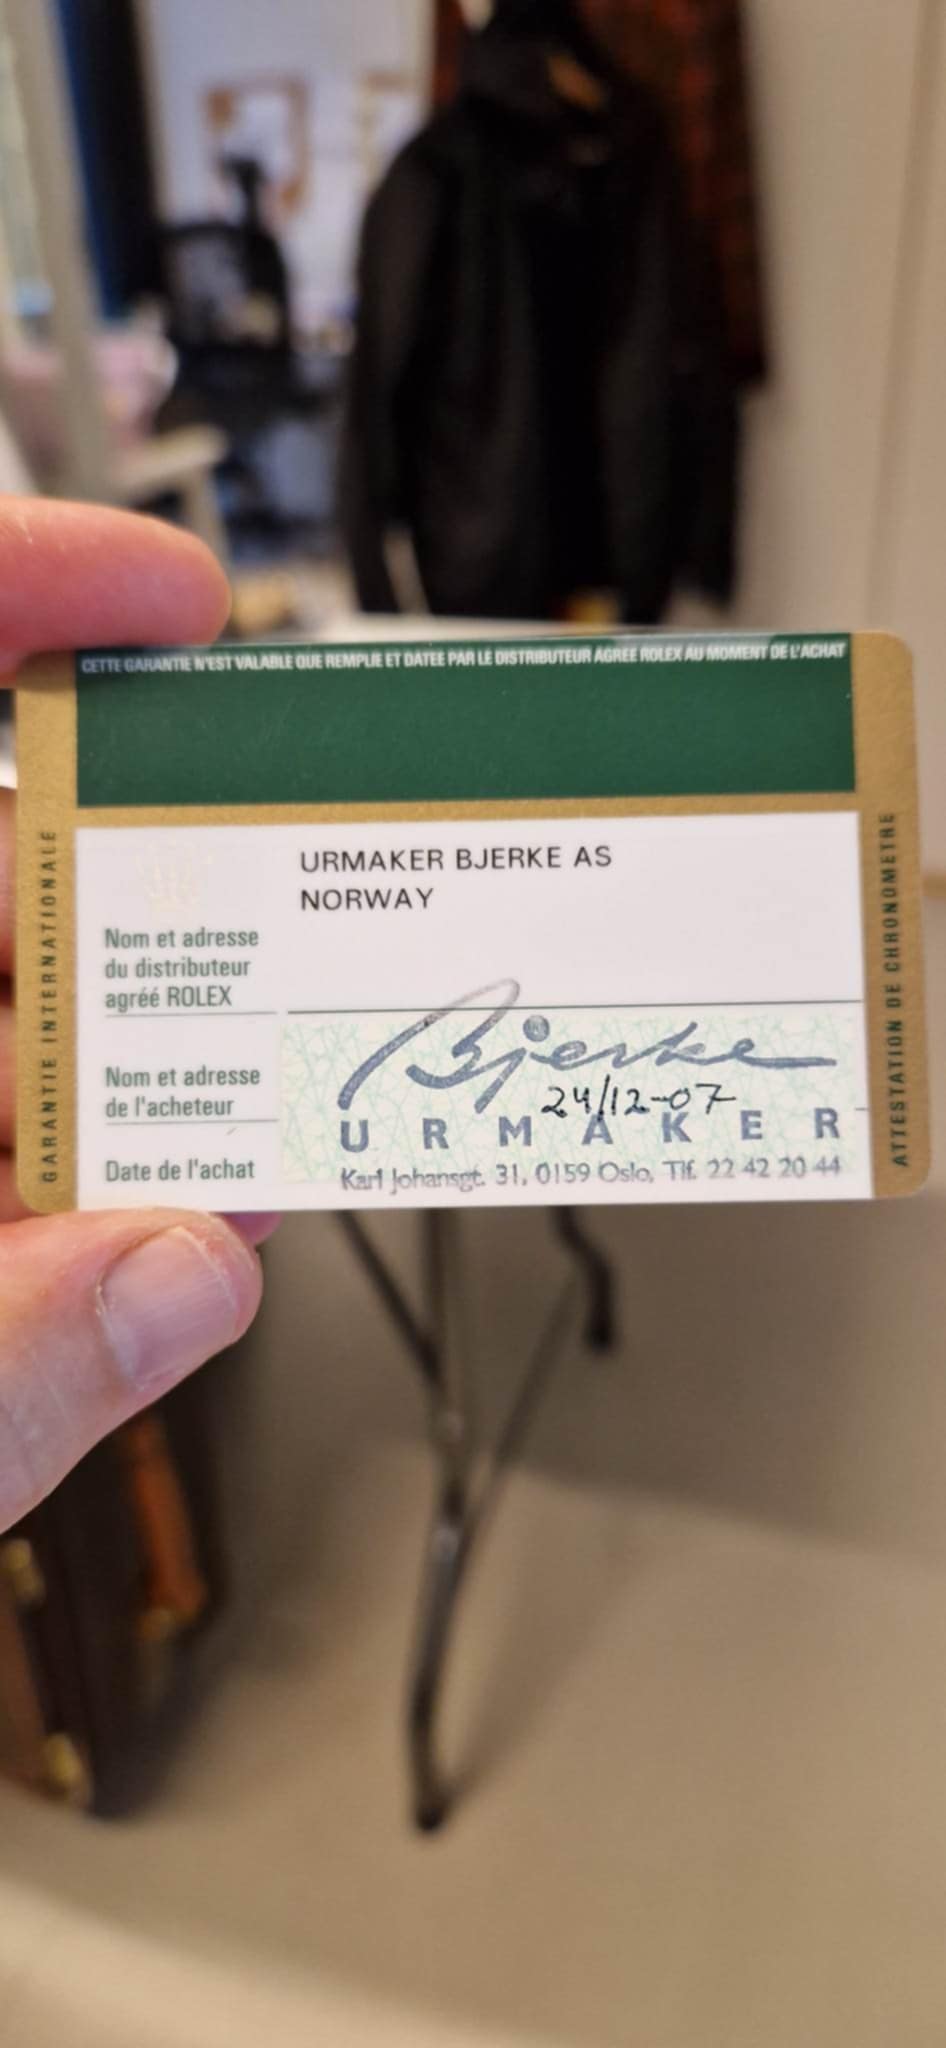 CETTE GARANTIE N'EST VALABLE QUE REMPLIE ET DATEE PAR LE DISTRIBUTEUR AGREE ROLEX AU MOMENT DE L'ACHAT
GARANTIE INTERNATIONALE
URMAKER BJERKE AS
NORWAY
Nom et adresse
du distributeur
agréé ROLEX
Bjerke
Nom et adresse
de l'acheteur
24/12-07
URMAKER
Date de l'achat
Karl Johansgt. 31, 0159 Oslo, Tlf. 22 42 20 44
ATTESTATION DE CHRONOMETRE